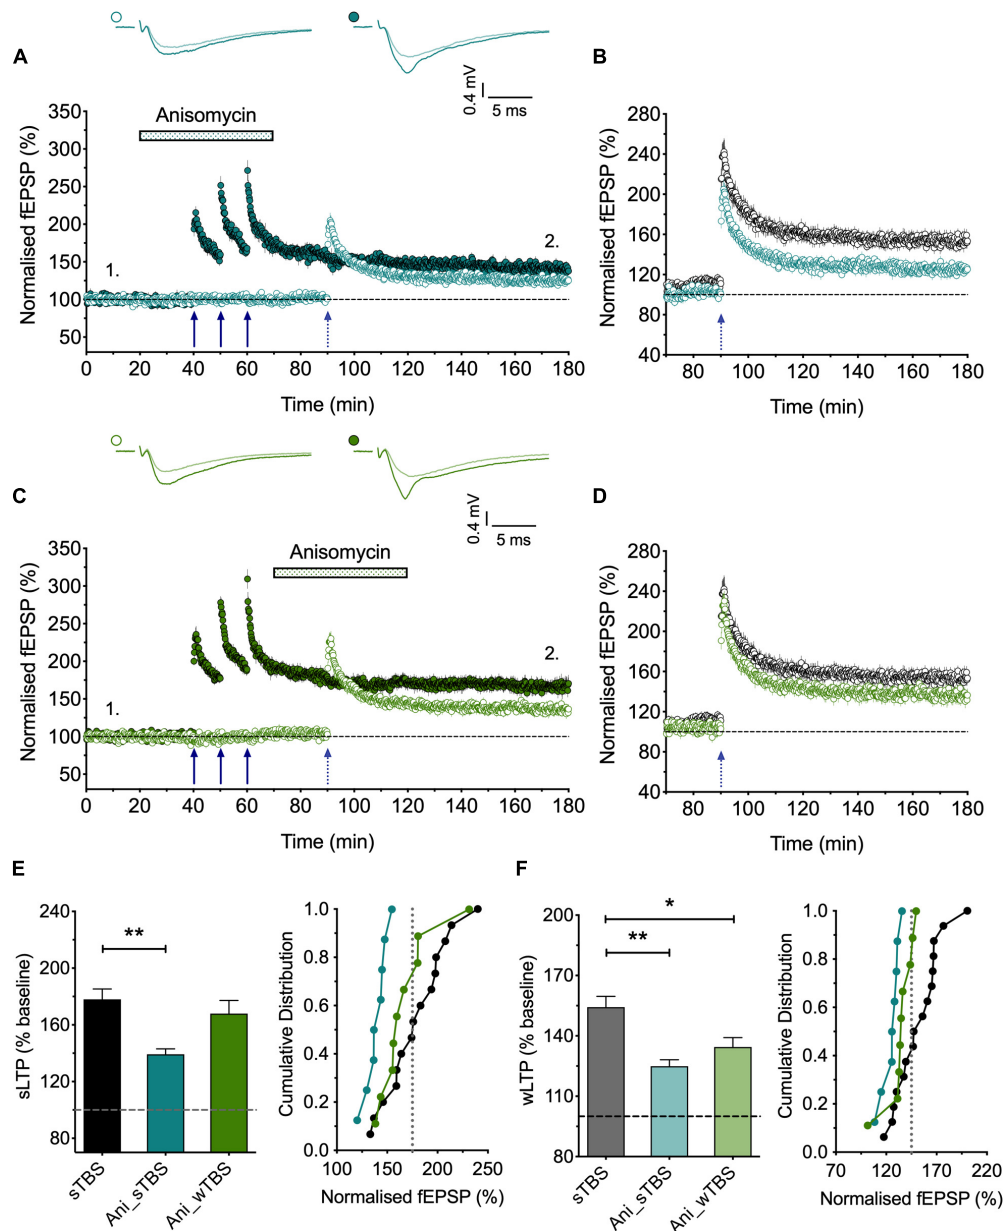 A
B
0.4 mV
5 ms
Normalised fEPSP (%)
350
300
250
200
150
100
50
Anisomycin
1.
2.
0 20 40 60 80 100 120 140 160 180
Time (min)
Normalised fEPSP (%)
280
240
200
160
120
80
40
80 100 120 140 160 180
Time (min)
C
D
0.4 mV
5 ms
Normalised fEPSP (%)
350
300
250
200
150
100
50
Anisomycin
1.
2.
0 20 40 60 80 100 120 140 160 180
Time (min)
Normalised fEPSP (%)
280
240
200
160
120
80
40
80 100 120 140 160 180
Time (min)
E
F
sLTP (% baseline)
240
200
160
120
80
**
sTBS
Ani_sTBS
Ani_wTBS
Cumulative Distribution
1.0
0.8
0.6
0.4
0.2
0.0
100 150 200 250
Normalised fEPSP (%)
wLTP (% baseline)
200
170
140
110
80
*
**
sTBS
Ani_sTBS
Ani_wTBS
Cumulative Distribution
1.0
0.8
0.6
0.4
0.2
0.0
70 120 170 220
Normalised fEPSP (%)